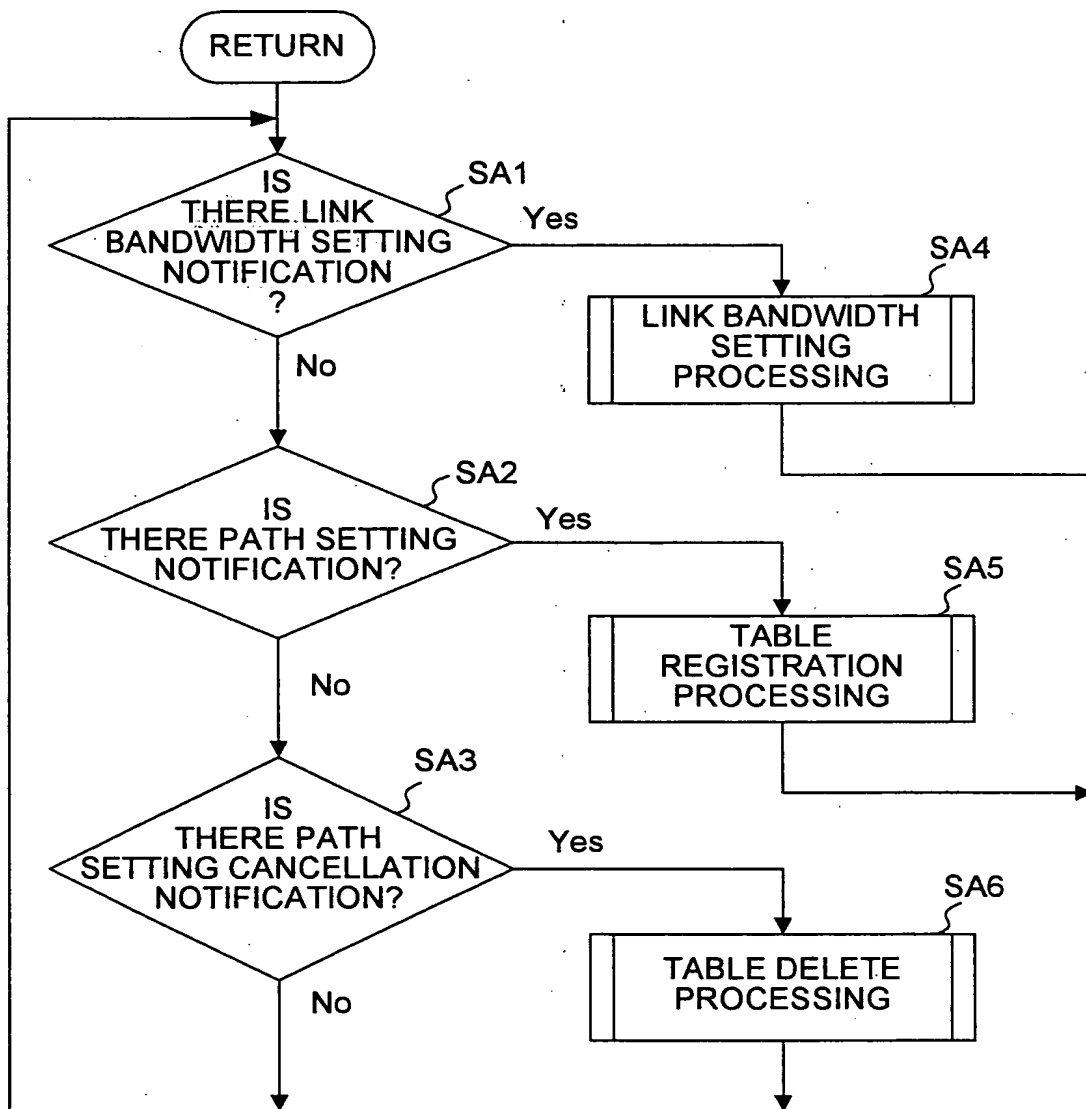 RETURN
IS
THERE LINK
BANDWIDTH SETTING
NOTIFICATION
?
SA1
Yes
No
SA4
LINK BANDWIDTH
SETTING
PROCESSING
IS
THERE PATH SETTING
NOTIFICATION?
SA2
Yes
No
SA5
TABLE
REGISTRATION
PROCESSING
IS
THERE PATH
SETTING CANCELLATION
NOTIFICATION?
SA3
Yes
No
SA6
TABLE DELETE
PROCESSING